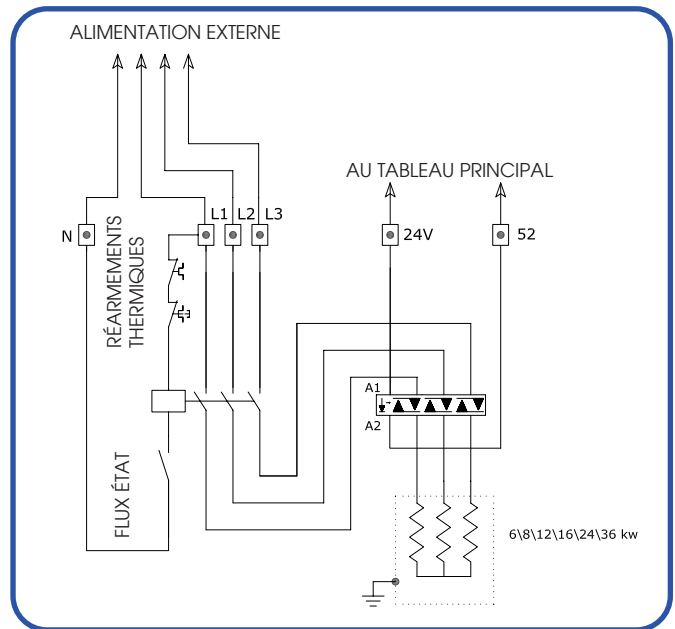 ALIMENTATION EXTERNE
AU TABLEAU PRINCIPAL
N
L1
L2
L3
24V
52
RÉARMEMENTS
THERMIQUES
A1
A2
FLUX ÉTAT
6\8\12\16\24\36 kw